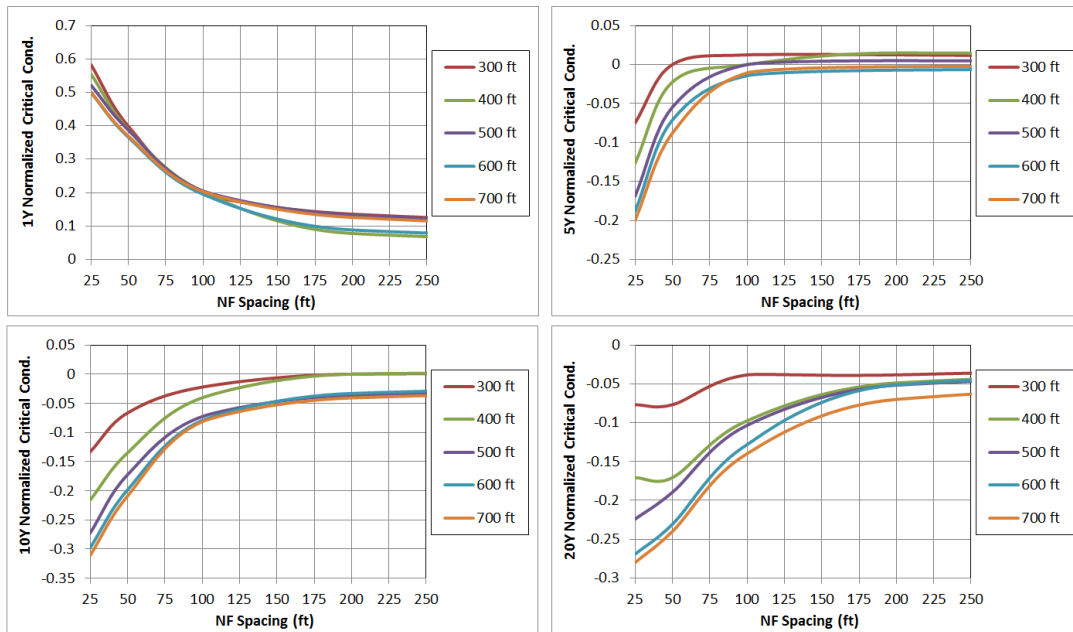 1Y Normalized Critical Cond.
0.7
0.6
0.5
0.4
0.3
0.2
0.1
0
25 50 75 100 125 150 175 200 225 250
NF Spacing (ft)
300 ft
400 ft
500 ft
600 ft
700 ft
5Y Normalized Critical Cond.
0.05
0
-0.05
-0.1
-0.15
-0.2
-0.25
25 50 75 100 125 150 175 200 225 250
NF Spacing (ft)
300 ft
400 ft
500 ft
600 ft
700 ft
10Y Normalized Critical Cond.
0.05
0
-0.05
-0.1
-0.15
-0.2
-0.25
-0.3
-0.35
25 50 75 100 125 150 175 200 225 250
NF Spacing (ft)
300 ft
400 ft
500 ft
600 ft
700 ft
20Y Normalized Critical Cond.
0
-0.05
-0.1
-0.15
-0.2
-0.25
-0.3
25 50 75 100 125 150 175 200 225 250
NF Spacing (ft)
300 ft
400 ft
500 ft
600 ft
700 ft